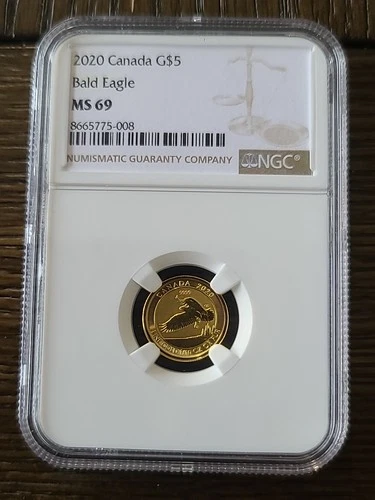 2020 Canada G$5
Bald Eagle
MS 69
8665775-008
NUMISMATIC GUARANTY COMPANY
NGC®
CANADA 2020